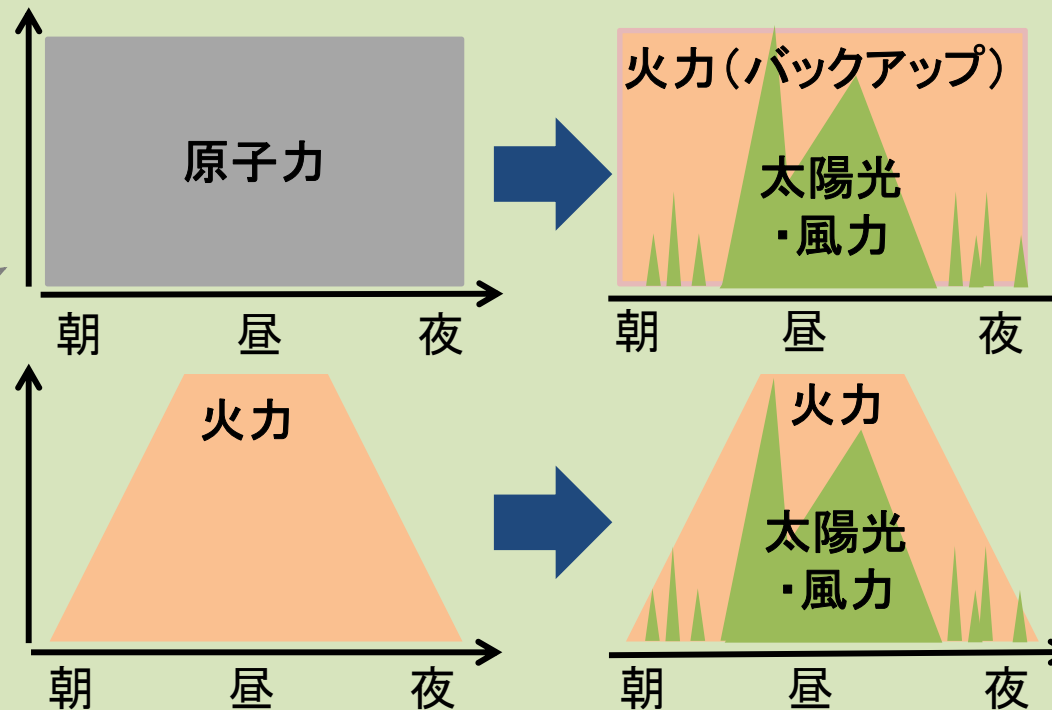 原子力
朝 昼 夜
火力(バックアップ)
太陽光
・風力
朝 昼 夜
火力
朝 昼 夜
火力
太陽光
・風力
朝 昼 夜